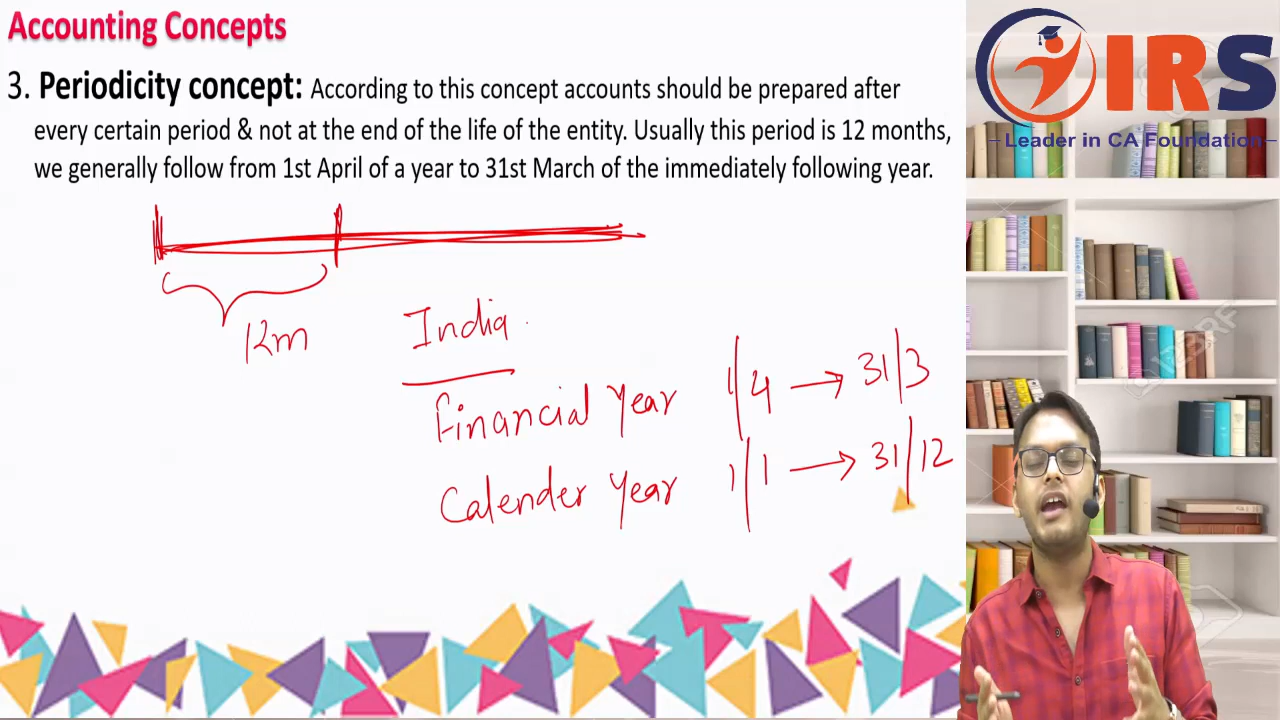 Accounting Concepts
3. Periodicity concept: According to this concept accounts should be prepared after
every certain period & not at the end of the life of the entity. Usually this period is 12 months,
we generally follow from 1st April of a year to 31st March of the immediately following year.
12m
India
Financial Year 1/4 → 31/3
Calender Year 1/1 → 31/12
IRS
Leader in CA Foundation
123RF